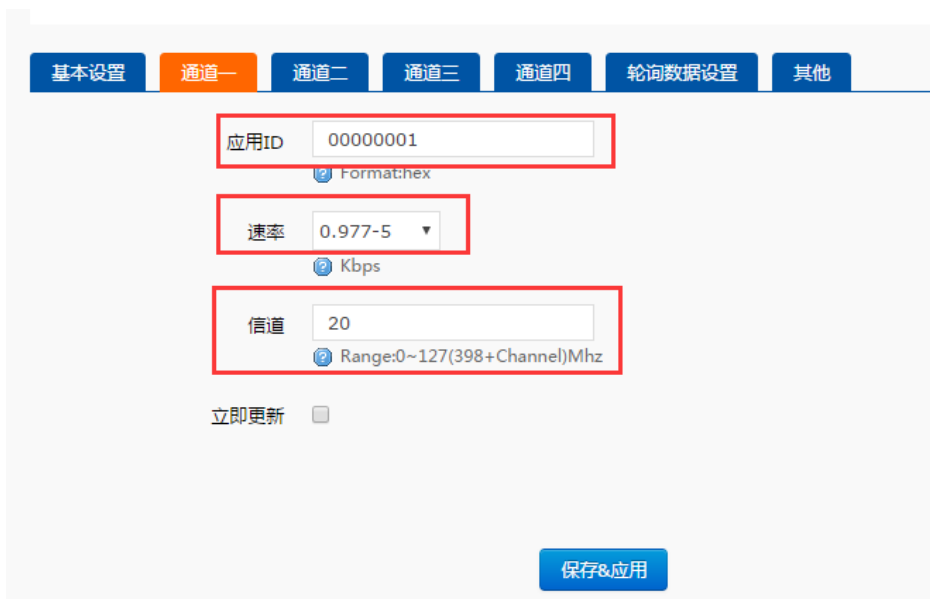 基本设置 通道一 通道二 通道三 通道四 轮询数据设置 其他
应用ID 00000001
Format:hex
速率 0.977-5
Kbps
信道 20
Range:0~127(398+Channel)Mhz
立即更新
保存&应用